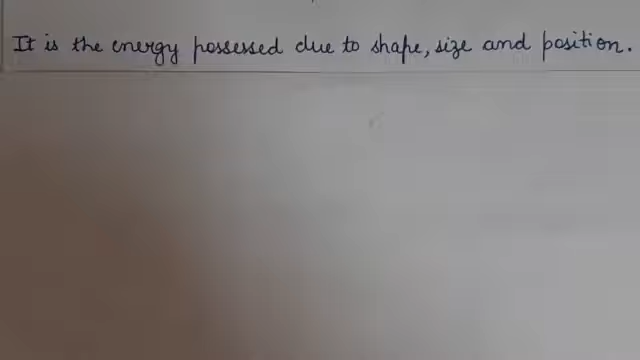 It is the energy possessed due to shape, size and position.